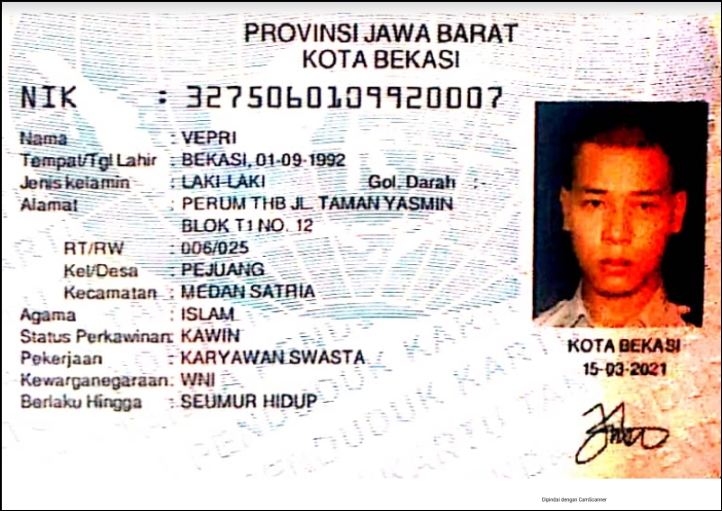 PROVINSI JAWA BARAT
KOTA BEKASI
NIK : 3275060109920007
Nama : VEPRI
Tempat/Tgl Lahir : BEKASI, 01-09-1992
Jenis kelamin : LAKI-LAKI Gol. Darah :-
Alamat : PERUM THB JL. TAMAN YASMIN
BLOK T1 NO. 12
RT/RW : 006/025
Kel/Desa : PEJUANG
Kecamatan : MEDAN SATRIA
Agama : ISLAM
Status Perkawinan: KAWIN
Pekerjaan : KARYAWAN SWASTA
Kewarganegaraan: WNI
Berlaku Hingga : SEUMUR HIDUP
KOTA BEKASI
15-03-2021
Dipindai dengan CamScanner